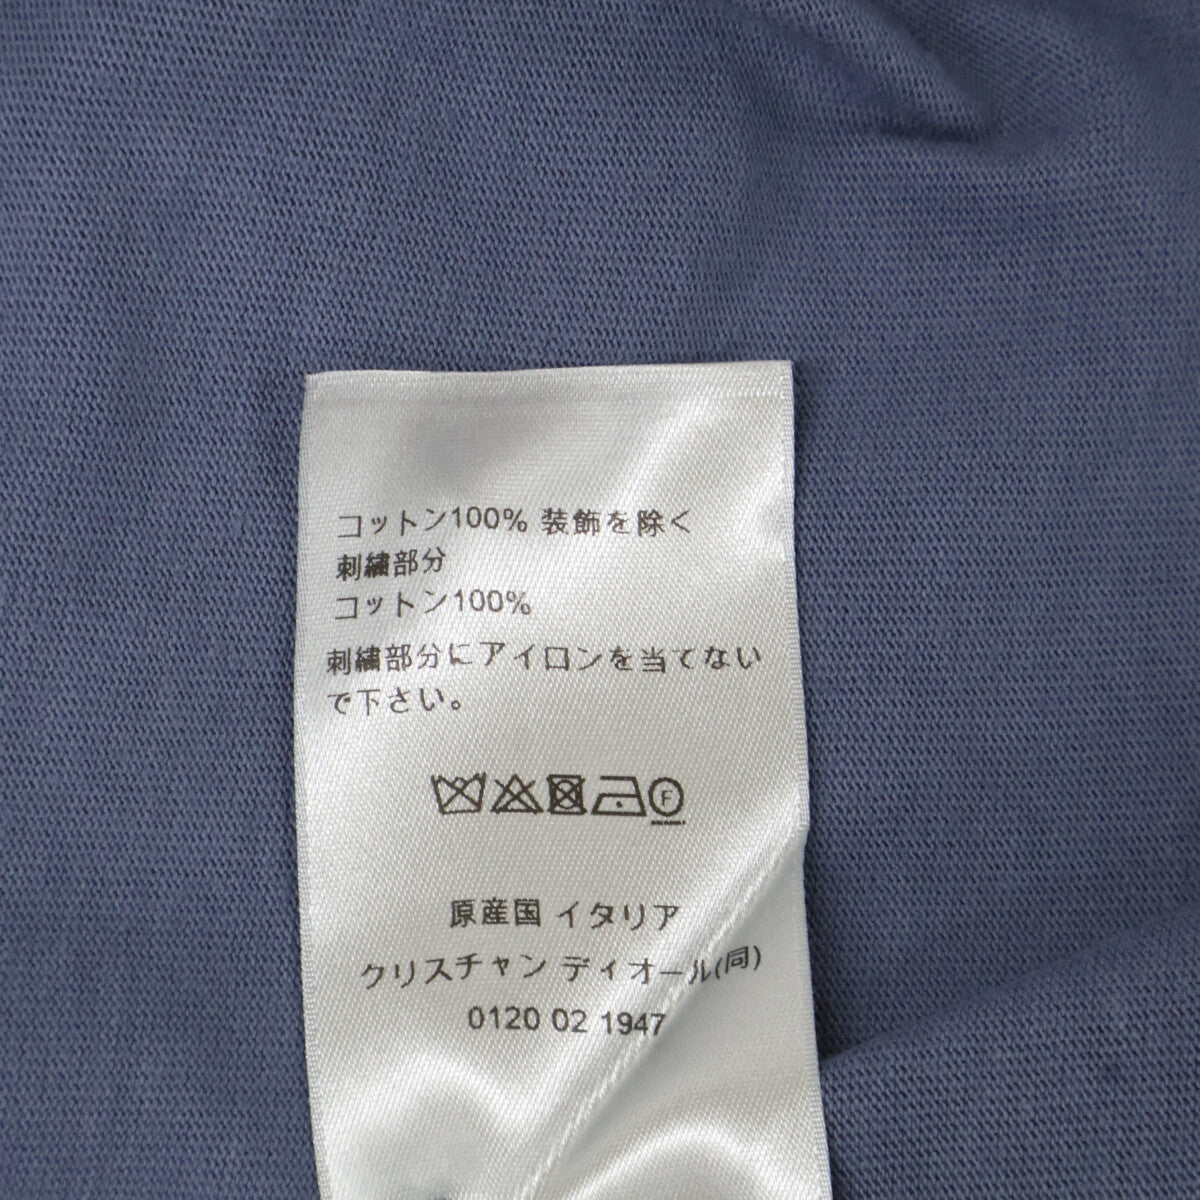 コットン100% 装飾を除く
刺繍部分
コットン100%
刺繍部分にアイロンを当てない
で下さい。
F
原産国 イタリア
クリスチャン ディオール(同)
0120 02 1947